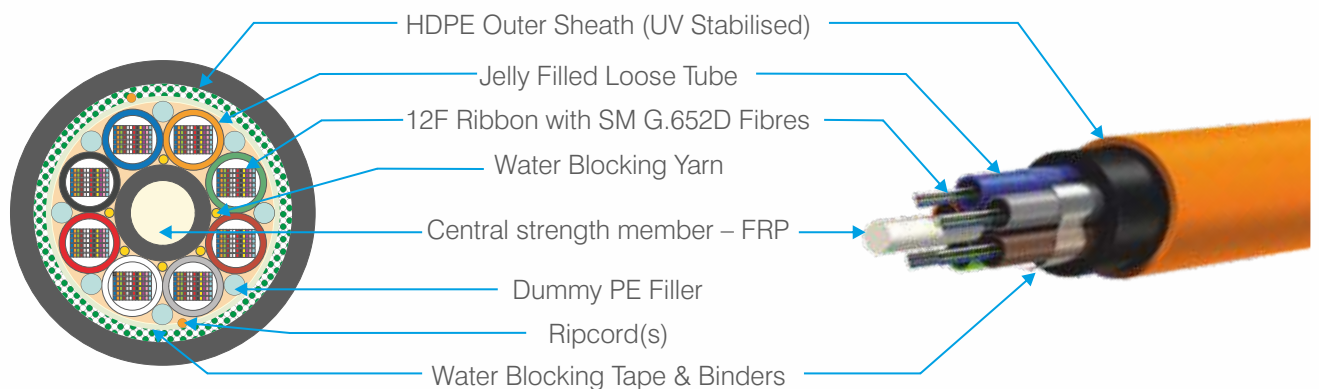 HDPE Outer Sheath (UV Stabilised)
Jelly Filled Loose Tube
12F Ribbon with SM G.652D Fibres
Water Blocking Yarn
Central strength member – FRP
Dummy PE Filler
Ripcord(s)
Water Blocking Tape & Binders